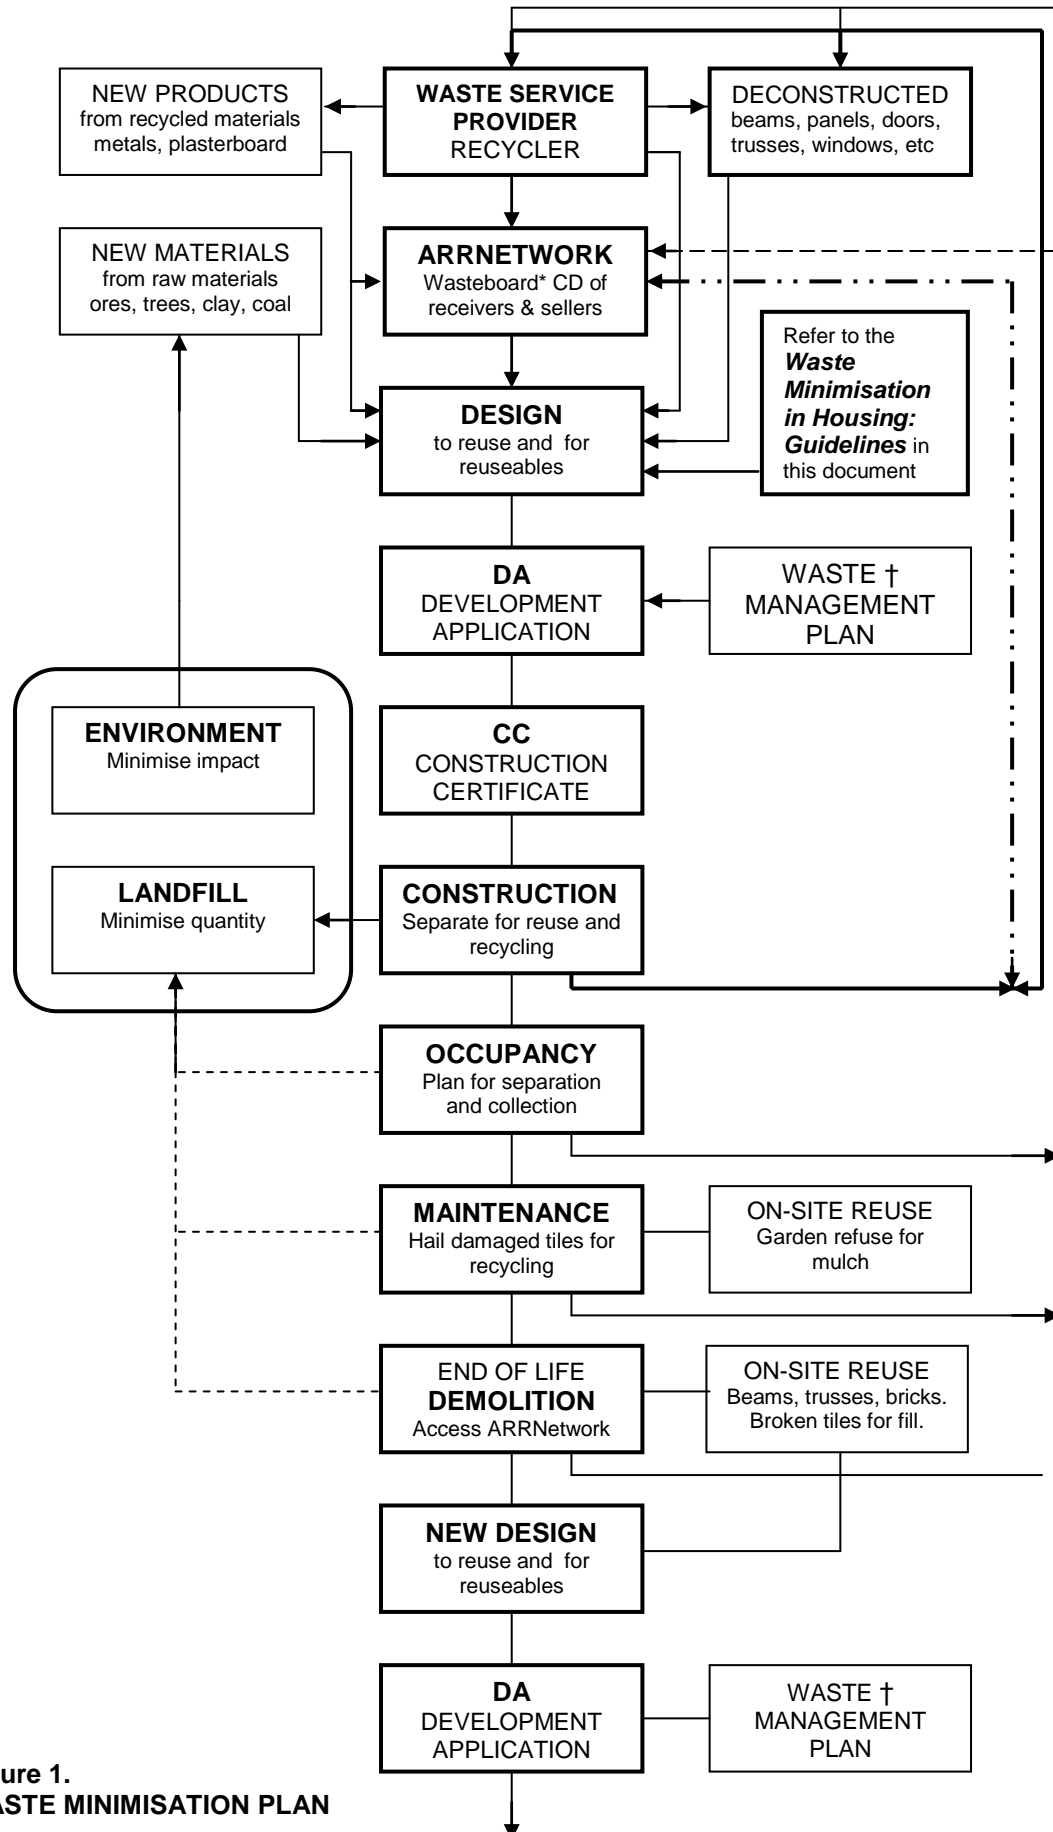 NEW PRODUCTS
from recycled materials
metals, plasterboard
WASTE SERVICE
PROVIDER
RECYCLER
DECONSTRUCTED
beams, panels, doors,
trusses, windows, etc
NEW MATERIALS
from raw materials
ores, trees, clay, coal
ARRNETWORK
Wasteboard* CD of
receivers & sellers
Refer to the
Waste
Minimisation
in Housing:
Guidelines in
this document
DESIGN
to reuse and for
reuseables
DA
DEVELOPMENT
APPLICATION
WASTE †
MANAGEMENT
PLAN
ENVIRONMENT
Minimise impact
CC
CONSTRUCTION
CERTIFICATE
LANDFILL
Minimise quantity
CONSTRUCTION
Separate for reuse and
recycling
OCCUPANCY
Plan for separation
and collection
MAINTENANCE
Hail damaged tiles for
recycling
ON-SITE REUSE
Garden refuse for
mulch
END OF LIFE
DEMOLITION
Access ARRNetwork
ON-SITE REUSE
Beams, trusses, bricks.
Broken tiles for fill.
NEW DESIGN
to reuse and for
reuseables
DA
DEVELOPMENT
APPLICATION
WASTE †
MANAGEMENT
PLAN
ure 1.
ASTE MINIMISATION PLAN